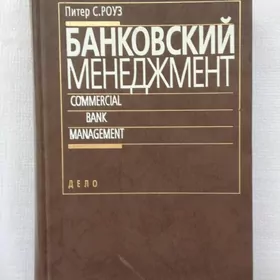 Питер С.РОУЗ
БАНКОВСКИЙ
МЕНЕДЖМЕНТ
COMMERCIAL
BANK
MANAGEMENT
ДЕЛО